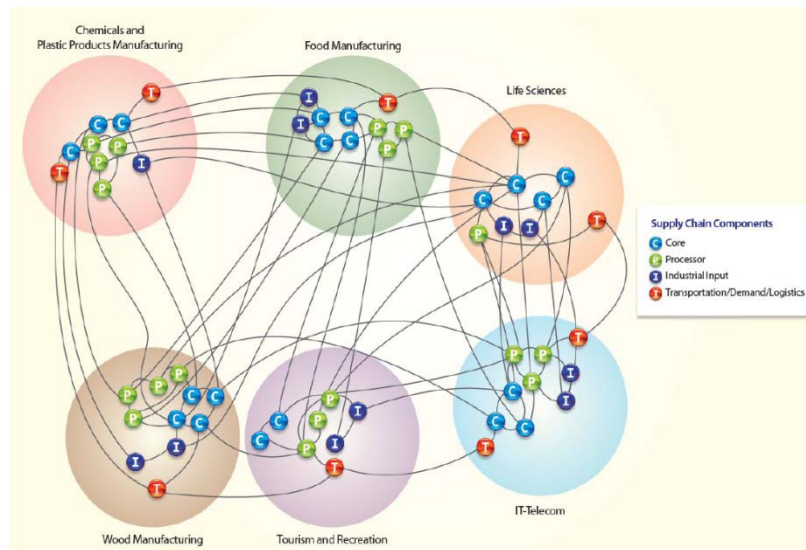 Chemicals and
Plastic Products Manufacturing
Food Manufacturing
Life Sciences
T
T
I
I
C
C
C
C
C
C
C
P
P
P
P
T
I
T
P
P
P
T
C
C
C
C
P
I
I
T
Supply Chain Components
C Core
P Processor
I Industrial Input
T Transportation/Demand/Logistics
P
P
P
P
C
C
C
C
I
I
T
C
C
P
P
P
I
I
T
P
P
P
T
I
I
C
C
C
T
Wood Manufacturing
Tourism and Recreation
IT-Telecom